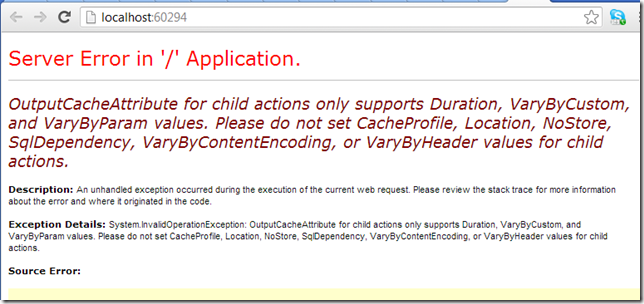 localhost:60294
Server Error in '/' Application.
OutputCacheAttribute for child actions only supports Duration, VaryByCustom,
and VaryByParam values. Please do not set CacheProfile, Location, NoStore,
SqlDependency, VaryByContentEncoding, or VaryByHeader values for child
actions.
Description: An unhandled exception occurred during the execution of the current web request. Please review the stack trace for more information
about the error and where it originated in the code.
Exception Details: System.InvalidOperationException: OutputCacheAttribute for child actions only supports Duration, VaryByCustom, and
VaryByParam values. Please do not set CacheProfile, Location, NoStore, SqlDependency, VaryByContentEncoding, or VaryByHeader values for child
actions.
Source Error: